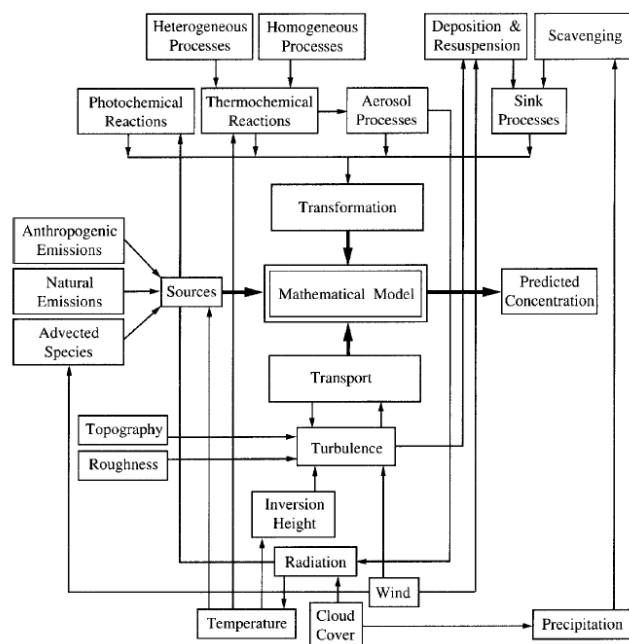 Heterogeneous
Processes
Homogeneous
Processes
Deposition &
Resuspension
Scavenging
Photochemical
Reactions
Thermochemical
Reactions
Aerosol
Processes
Sink
Processes
Transformation
Anthropogenic
Emissions
Natural
Emissions
Sources
Mathematical Model
Predicted
Concentration
Advected
Species
Transport
Topography
Turbulence
Roughness
Inversion
Height
Radiation
Wind
Temperature
Cloud
Cover
Precipitation